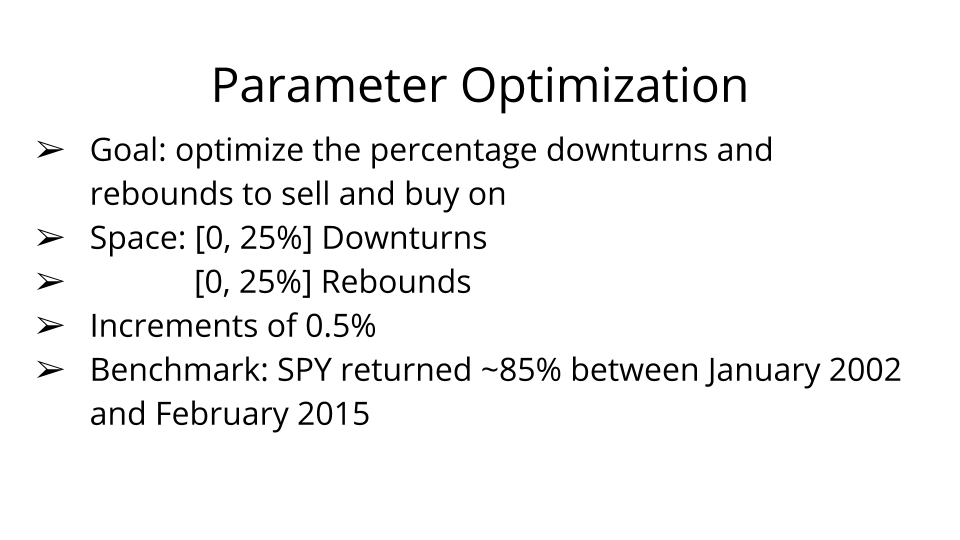 Parameter Optimization
➢ Goal: optimize the percentage downturns and
rebounds to sell and buy on
➢ Space: [0, 25%] Downturns
➢ [0, 25%] Rebounds
➢ Increments of 0.5%
➢ Benchmark: SPY returned ~85% between January 2002
and February 2015